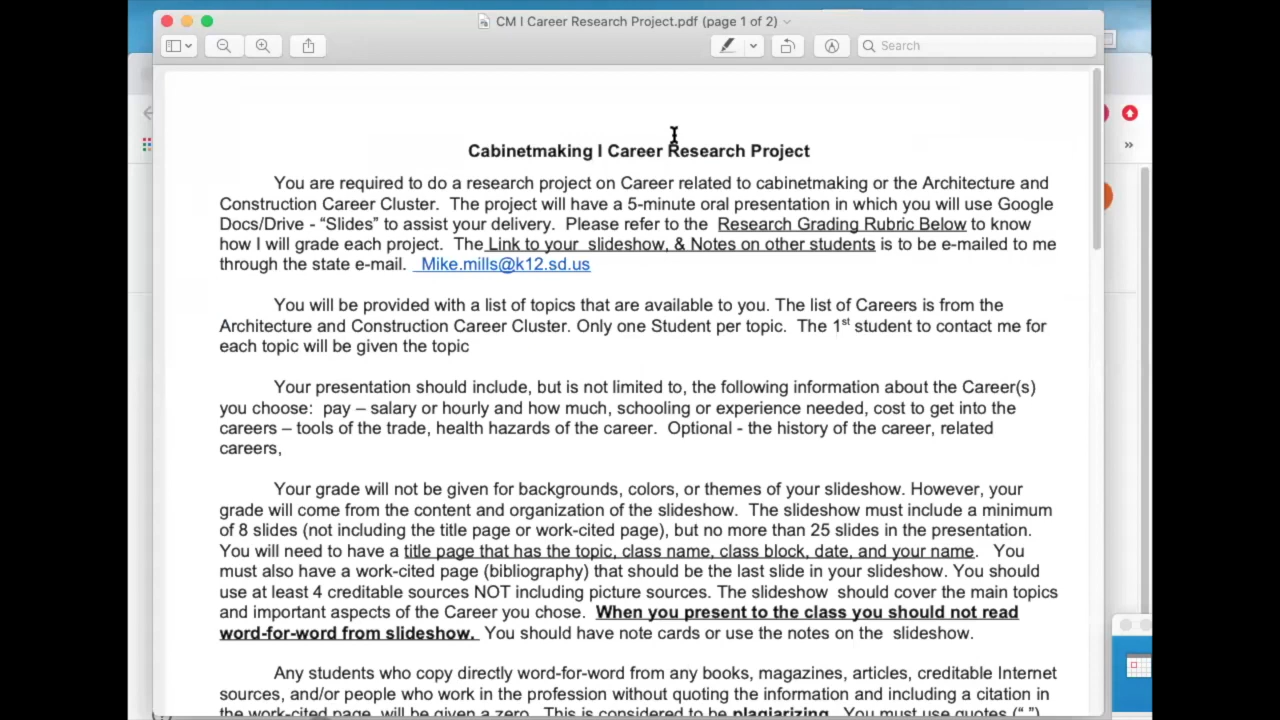 CM I Career Research Project.pdf (page 1 of 2)
Search
Cabinetmaking I Career Research Project
You are required to do a research project on Career related to cabinetmaking or the Architecture and
Construction Career Cluster.  The project will have a 5-minute oral presentation in which you will use Google
Docs/Drive - “Slides” to assist your delivery.  Please refer to the  Research Grading Rubric Below to know
how I will grade each project.  The Link to your  slideshow, & Notes on other students is to be e-mailed to me
through the state e-mail.   Mike.mills@k12.sd.us
You will be provided with a list of topics that are available to you. The list of Careers is from the
Architecture and Construction Career Cluster. Only one Student per topic.  The 1st student to contact me for
each topic will be given the topic
Your presentation should include, but is not limited to, the following information about the Career(s)
you choose:  pay – salary or hourly and how much, schooling or experience needed, cost to get into the
careers – tools of the trade, health hazards of the career.  Optional - the history of the career, related
careers,
Your grade will not be given for backgrounds, colors, or themes of your slideshow. However, your
grade will come from the content and organization of the slideshow.  The slideshow must include a minimum
of 8 slides (not including the title page or work-cited page), but no more than 25 slides in the presentation.
You will need to have a title page that has the topic, class name, class block, date, and your name.   You
must also have a work-cited page (bibliography) that should be the last slide in your slideshow. You should
use at least 4 creditable sources NOT including picture sources. The slideshow  should cover the main topics
and important aspects of the Career you chose.  When you present to the class you should not read
word-for-word from slideshow.  You should have note cards or use the notes on the  slideshow.
Any students who copy directly word-for-word from any books, magazines, articles, creditable Internet
sources, and/or people who work in the profession without quoting the information and including a citation in
the work-cited page, will be given a zero.  This is considered to be plagiarizing.  You must use quotes (“ ”)